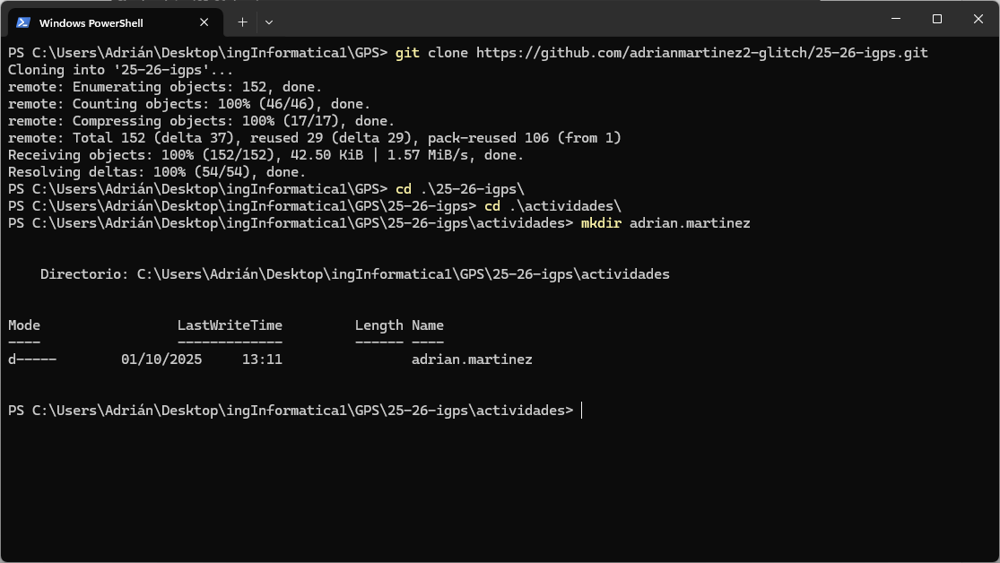 Windows PowerShell
PS C:\Users\Adrián\Desktop\ingInformatica1\GPS> git clone https://github.com/adrianmartinez2-glitch/25-26-igps.git
Cloning into '25-26-igps'...
remote: Enumerating objects: 152, done.
remote: Counting objects: 100% (46/46), done.
remote: Compressing objects: 100% (17/17), done.
remote: Total 152 (delta 37), reused 29 (delta 29), pack-reused 106 (from 1)
Receiving objects: 100% (152/152), 42.50 KiB | 1.57 MiB/s, done.
Resolving deltas: 100% (54/54), done.
PS C:\Users\Adrián\Desktop\ingInformatica1\GPS> cd .\25-26-igps\
PS C:\Users\Adrián\Desktop\ingInformatica1\GPS\25-26-igps> cd .\actividades\
PS C:\Users\Adrián\Desktop\ingInformatica1\GPS\25-26-igps\actividades> mkdir adrian.martinez
Directorio: C:\Users\Adrián\Desktop\ingInformatica1\GPS\25-26-igps\actividades
Mode LastWriteTime Length Name
---- ------------- ------ ----
d----- 01/10/2025 13:11 adrian.martinez
PS C:\Users\Adrián\Desktop\ingInformatica1\GPS\25-26-igps\actividades>